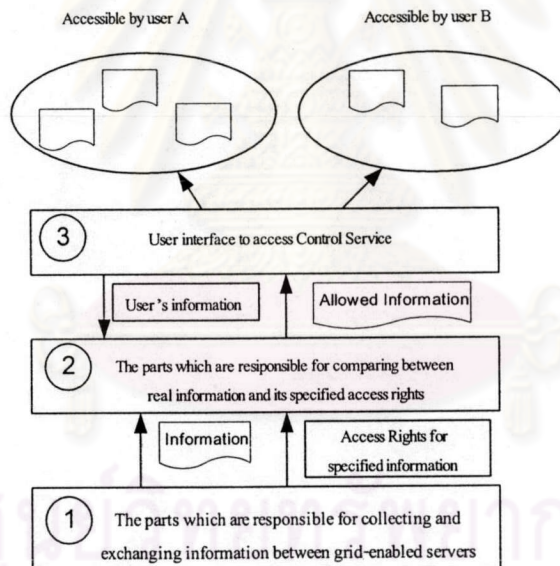 Accessible by user A
Accessible by user B
3
User interface to access Control Service
User's information
Allowed Information
2
The parts which are resiponsible for comparing between
real information and its specified access rights
Information
Access Rights for
specified information
1
The parts which are responsible for collecting and
exchanging information between grid-enabled servers